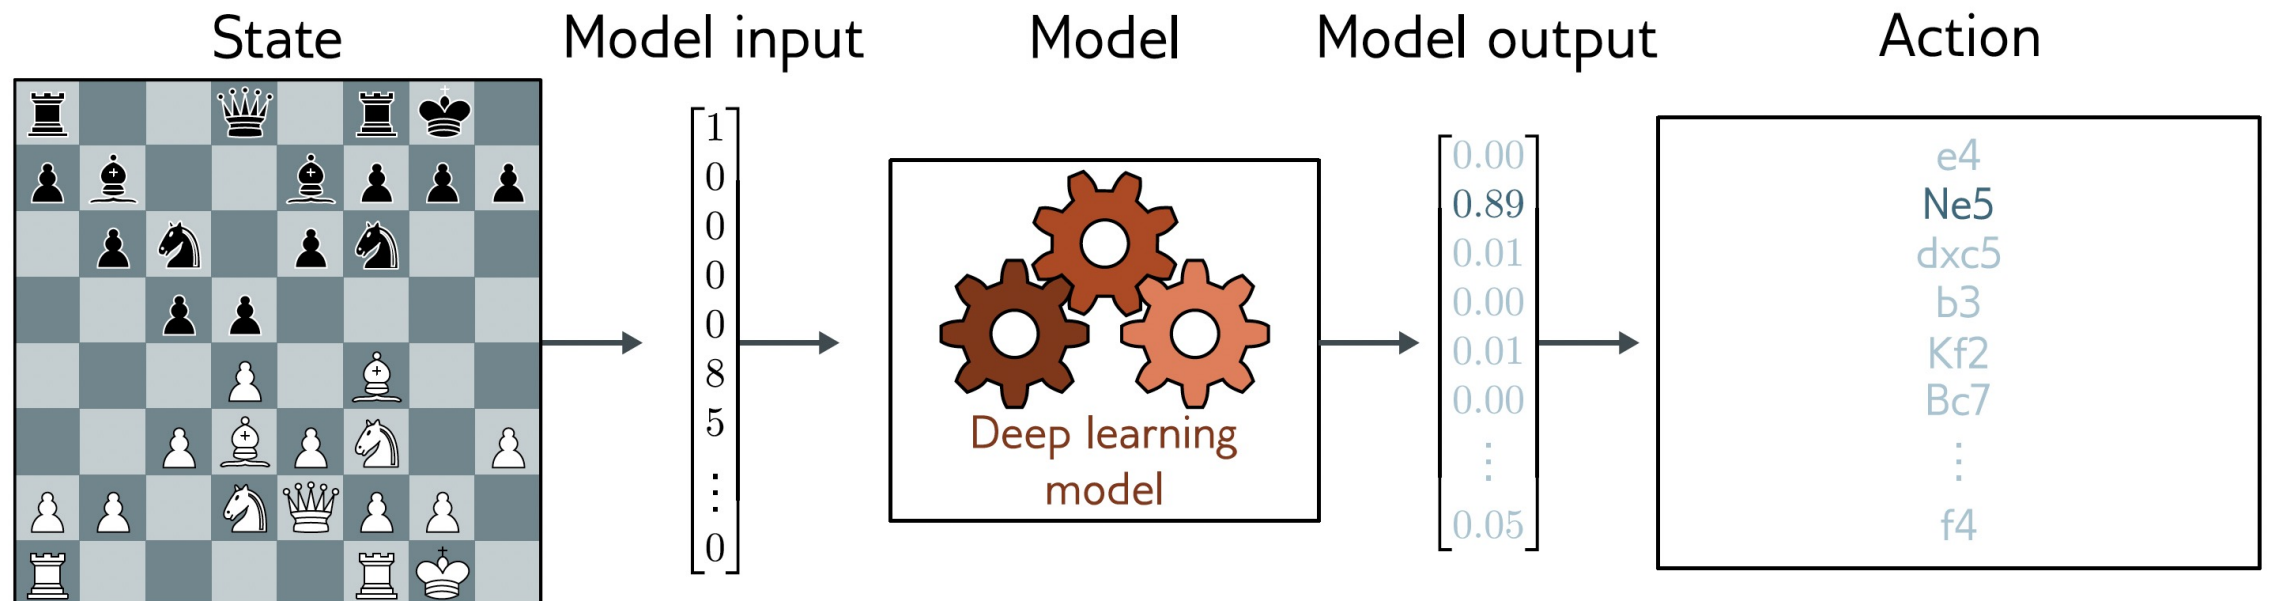 State
Model input
Model
Model output
Action
1
0
0
0
0
8
5
⋮
0
Deep learning
model
0.00
0.89
0.01
0.00
0.01
0.00
⋮
0.05
e4
Ne5
dxc5
b3
Kf2
Bc7
⋮
f4